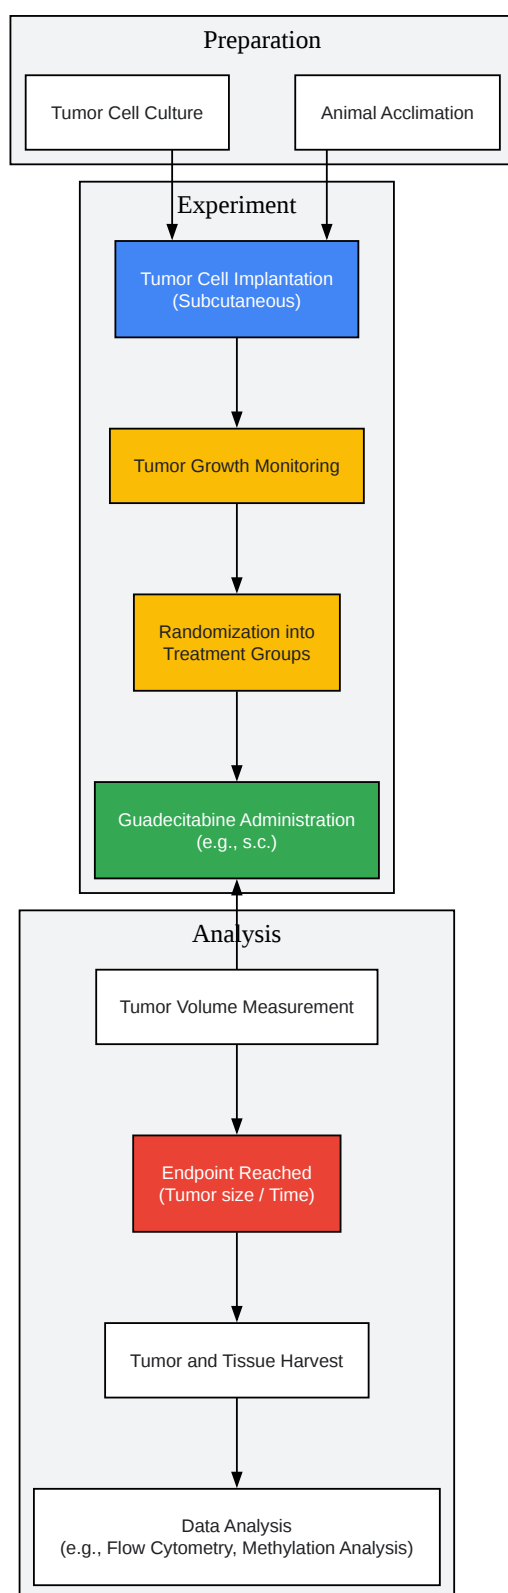 Preparation
Tumor Cell Culture
Animal Acclimation
Experiment
Tumor Cell Implantation
(Subcutaneous)
Tumor Growth Monitoring
Randomization into
Treatment Groups
Guadecitabine Administration
(e.g., s.c.)
Analysis
Tumor Volume Measurement
Endpoint Reached
(Tumor size / Time)
Tumor and Tissue Harvest
Data Analysis
(e.g., Flow Cytometry, Methylation Analysis)